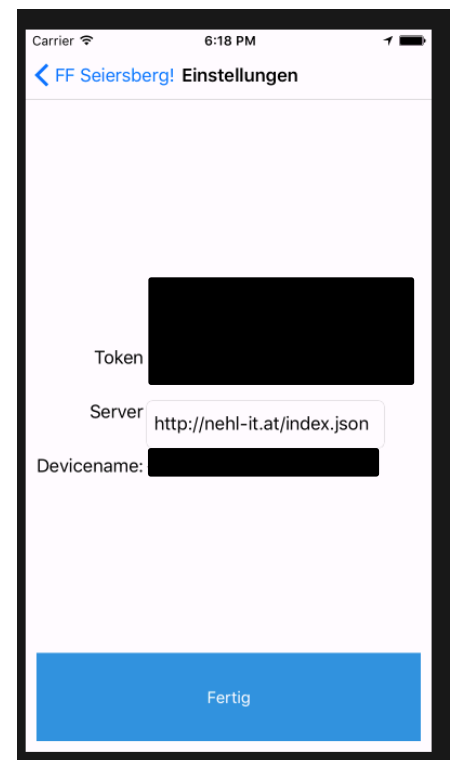 Carrier 6:18 PM
FF Seiersberg! Einstellungen
Token
Server
http://nehl-it.at/index.json
Devicename:
Fertig